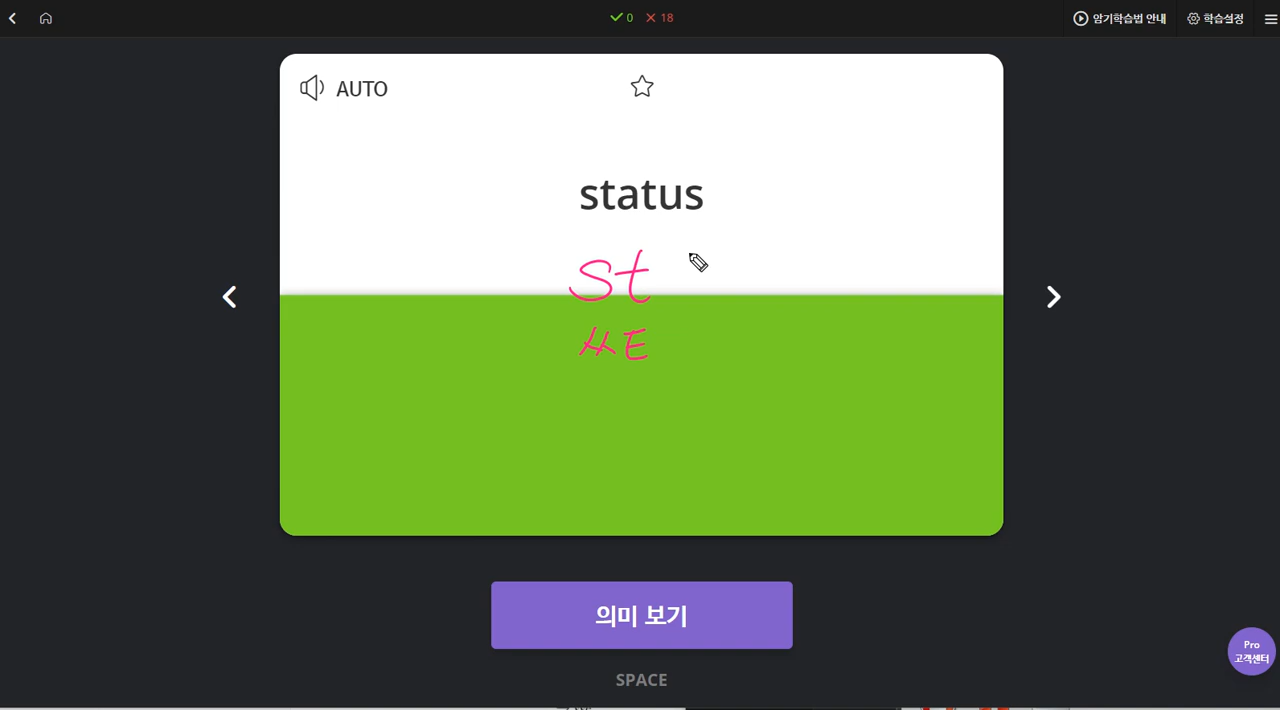 0 18 암기학습법 안내 학습설정
AUTO
status
st
ㅆㅌ
의미 보기
SPACE
Pro
고객센터